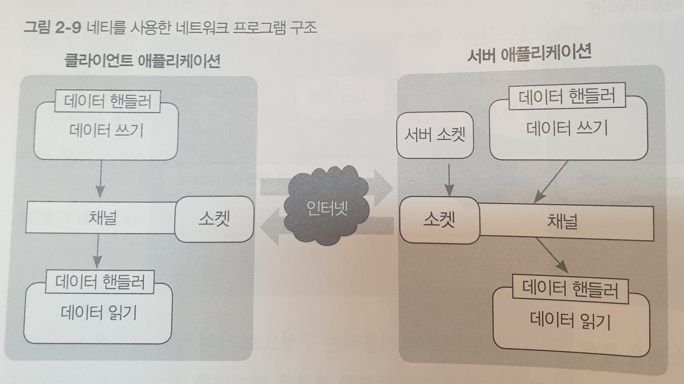 그림 2-9 네티를 사용한 네트워크 프로그램 구조
클라이언트 애플리케이션
데이터 핸들러
데이터 쓰기
채널
소켓
데이터 핸들러
데이터 읽기
인터넷
서버 애플리케이션
서버 소켓
데이터 핸들러
데이터 쓰기
소켓
채널
데이터 핸들러
데이터 읽기